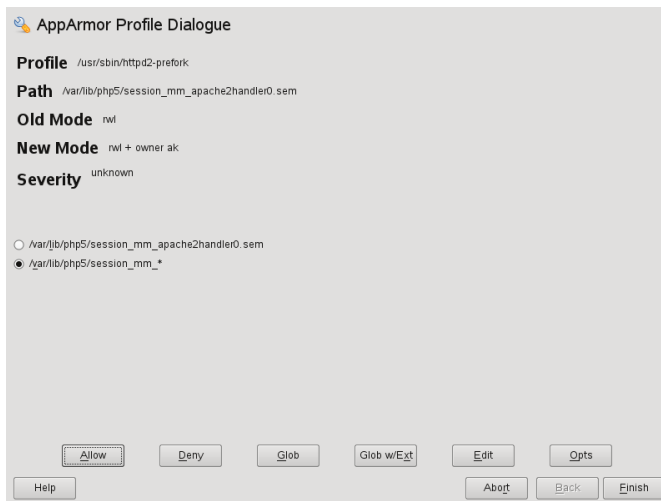 AppArmor Profile Dialogue
Profile /usr/sbin/httpd2-prefork
Path /var/lib/php5/session_mm_apache2handler0.sem
Old Mode rwl
New Mode rwl + owner ak
Severity unknown
/var/lib/php5/session_mm_apache2handler0.sem
/var/lib/php5/session_mm_*
Allow Deny Glob Glob w/Ext Edit Opts
Help Abort Back Finish